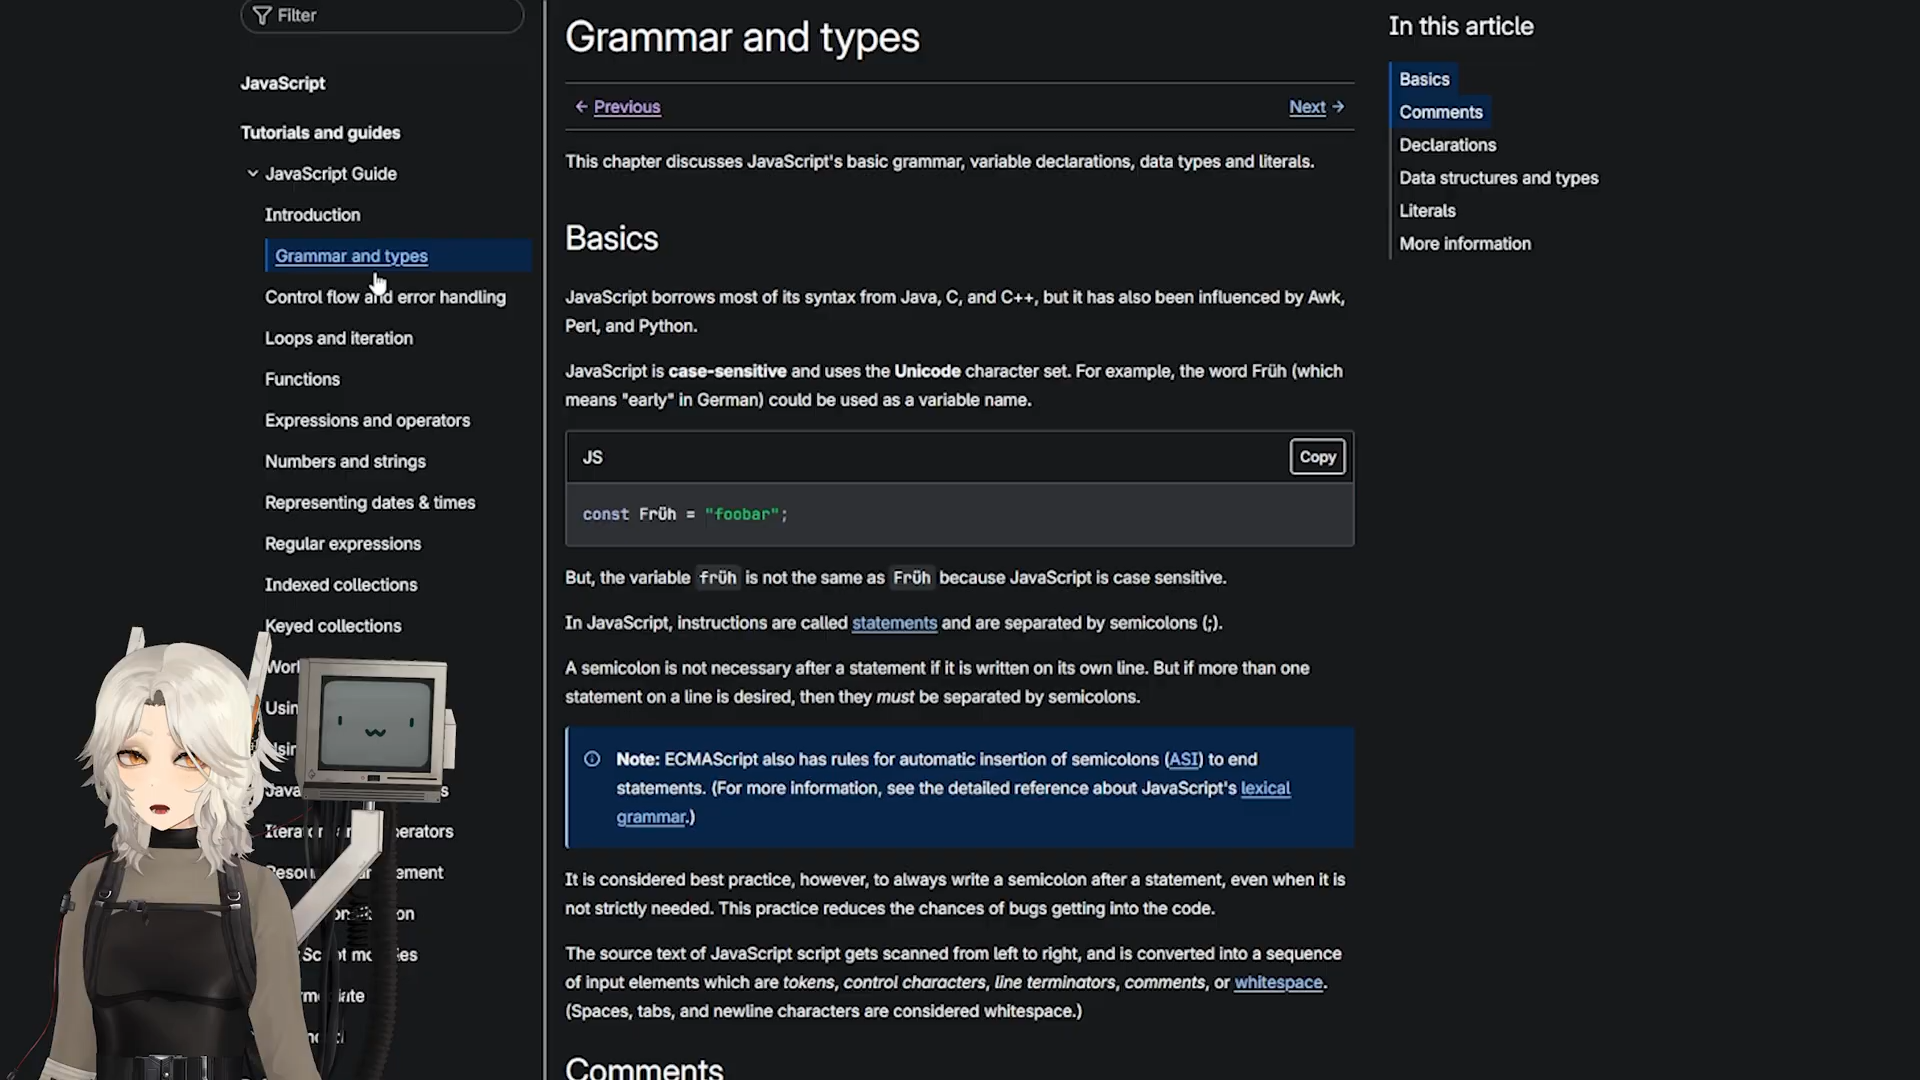 Filter
JavaScript
Tutorials and guides
JavaScript Guide
Introduction
Grammar and types
Control flow and error handling
Loops and iteration
Functions
Expressions and operators
Numbers and strings
Representing dates & times
Regular expressions
Indexed collections
Keyed collections
Grammar and types
← Previous
Next →
This chapter discusses JavaScript's basic grammar, variable declarations, data types and literals.
Basics
JavaScript borrows most of its syntax from Java, C, and C++, but it has also been influenced by Awk,
Perl, and Python.
JavaScript is case-sensitive and uses the Unicode character set. For example, the word Früh (which
means "early" in German) could be used as a variable name.
JS
Copy
const Früh = "foobar";
But, the variable früh is not the same as Früh because JavaScript is case sensitive.
In JavaScript, instructions are called statements and are separated by semicolons (;).
A semicolon is not necessary after a statement if it is written on its own line. But if more than one
statement on a line is desired, then they must be separated by semicolons.
Note: ECMAScript also has rules for automatic insertion of semicolons (ASI) to end
statements. (For more information, see the detailed reference about JavaScript's lexical
grammar.)
It is considered best practice, however, to always write a semicolon after a statement, even when it is
not strictly needed. This practice reduces the chances of bugs getting into the code.
The source text of JavaScript script gets scanned from left to right, and is converted into a sequence
of input elements which are tokens, control characters, line terminators, comments, or whitespace.
(Spaces, tabs, and newline characters are considered whitespace.)
Comments
In this article
Basics
Comments
Declarations
Data structures and types
Literals
More information